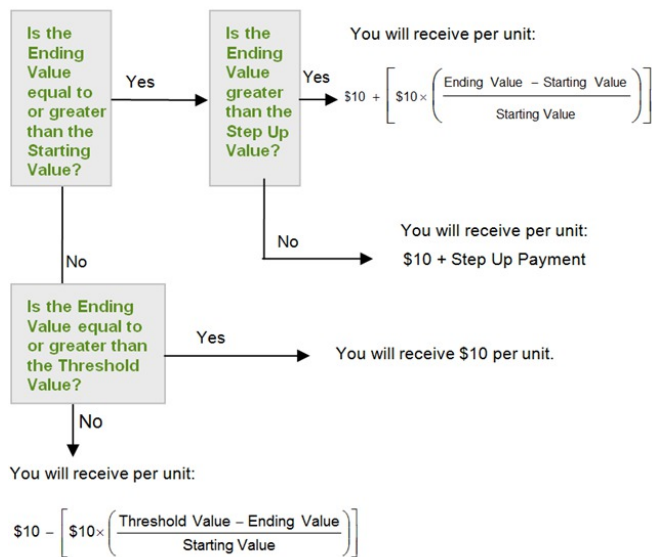 Is the
Ending
Value
equal to
or greater
than the
Starting
Value?
Yes
Is the
Ending
Value
greater
than the
Step Up
Value?
Yes
You will receive per unit:
$10 + [ $10 × ( Ending Value – Starting Value / Starting Value ) ]
No
You will receive per unit:
$10 + Step Up Payment
No
Is the Ending
Value equal to
or greater than
the Threshold
Value?
Yes
You will receive $10 per unit.
No
You will receive per unit:
$10 – [ $10× ( Threshold Value – Ending Value / Starting Value ) ]